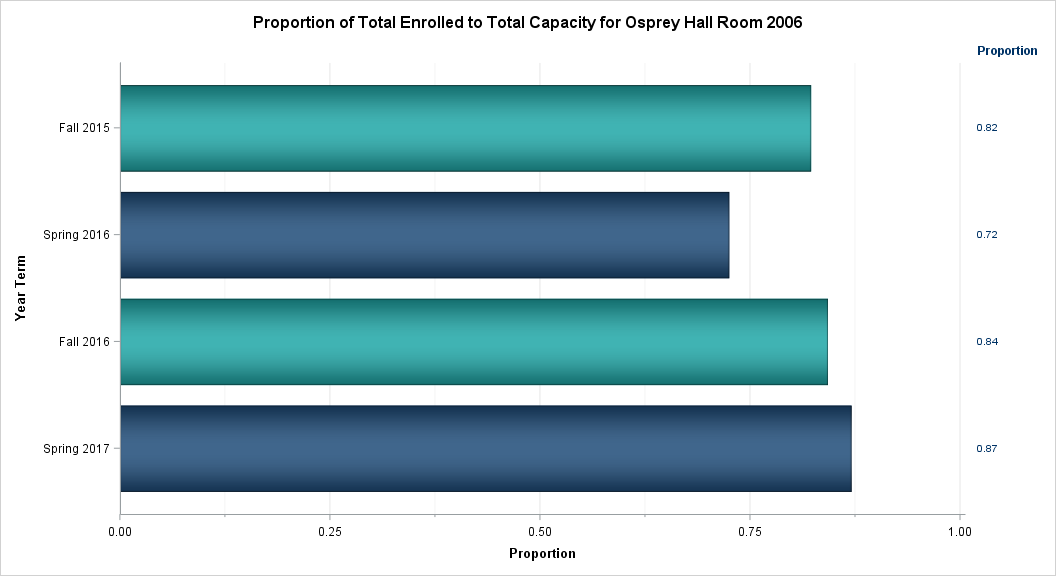 Proportion of Total Enrolled to Total Capacity for Osprey Hall Room 2006
Proportion
Fall 2015 0.82
Spring 2016 0.72
Year Term
Fall 2016 0.84
Spring 2017 0.87
0.00 0.25 0.50 0.75 1.00
Proportion